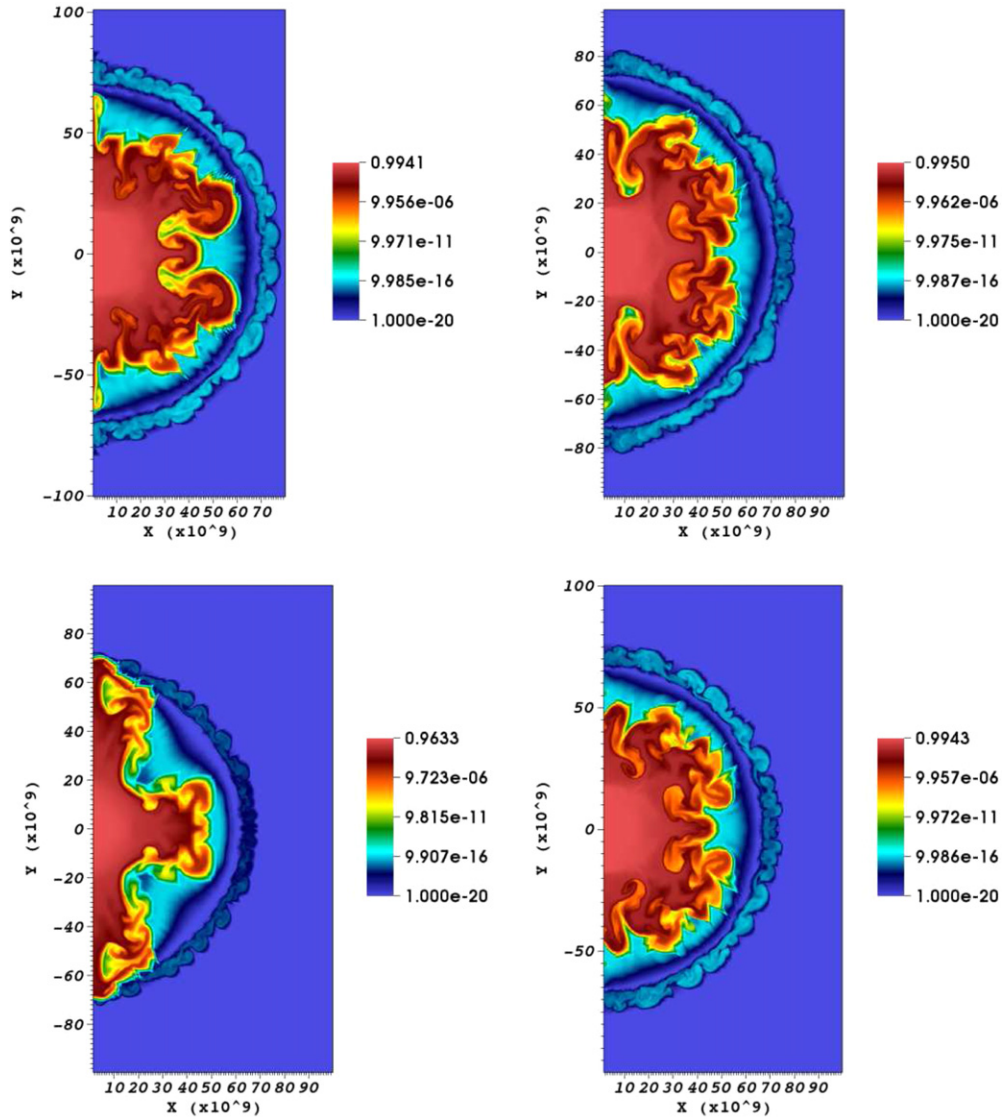 100
50
0
-50
-100
Y (x10^9)
10 20 30 40 50 60 70
X (x10^9)
0.9941
9.956e-06
9.971e-11
9.985e-16
1.000e-20
80
60
40
20
0
-20
-40
-60
-80
Y (x10^9)
10 20 30 40 50 60 70 80 90
X (x10^9)
0.9950
9.962e-06
9.975e-11
9.987e-16
1.000e-20
80
60
40
20
0
-20
-40
-60
-80
Y (x10^9)
10 20 30 40 50 60 70 80 90
X (x10^9)
0.9633
9.723e-06
9.815e-11
9.907e-16
1.000e-20
100
50
0
-50
Y (x10^9)
10 20 30 40 50 60 70 80 90
X (x10^9)
0.9943
9.957e-06
9.972e-11
9.986e-16
1.000e-20